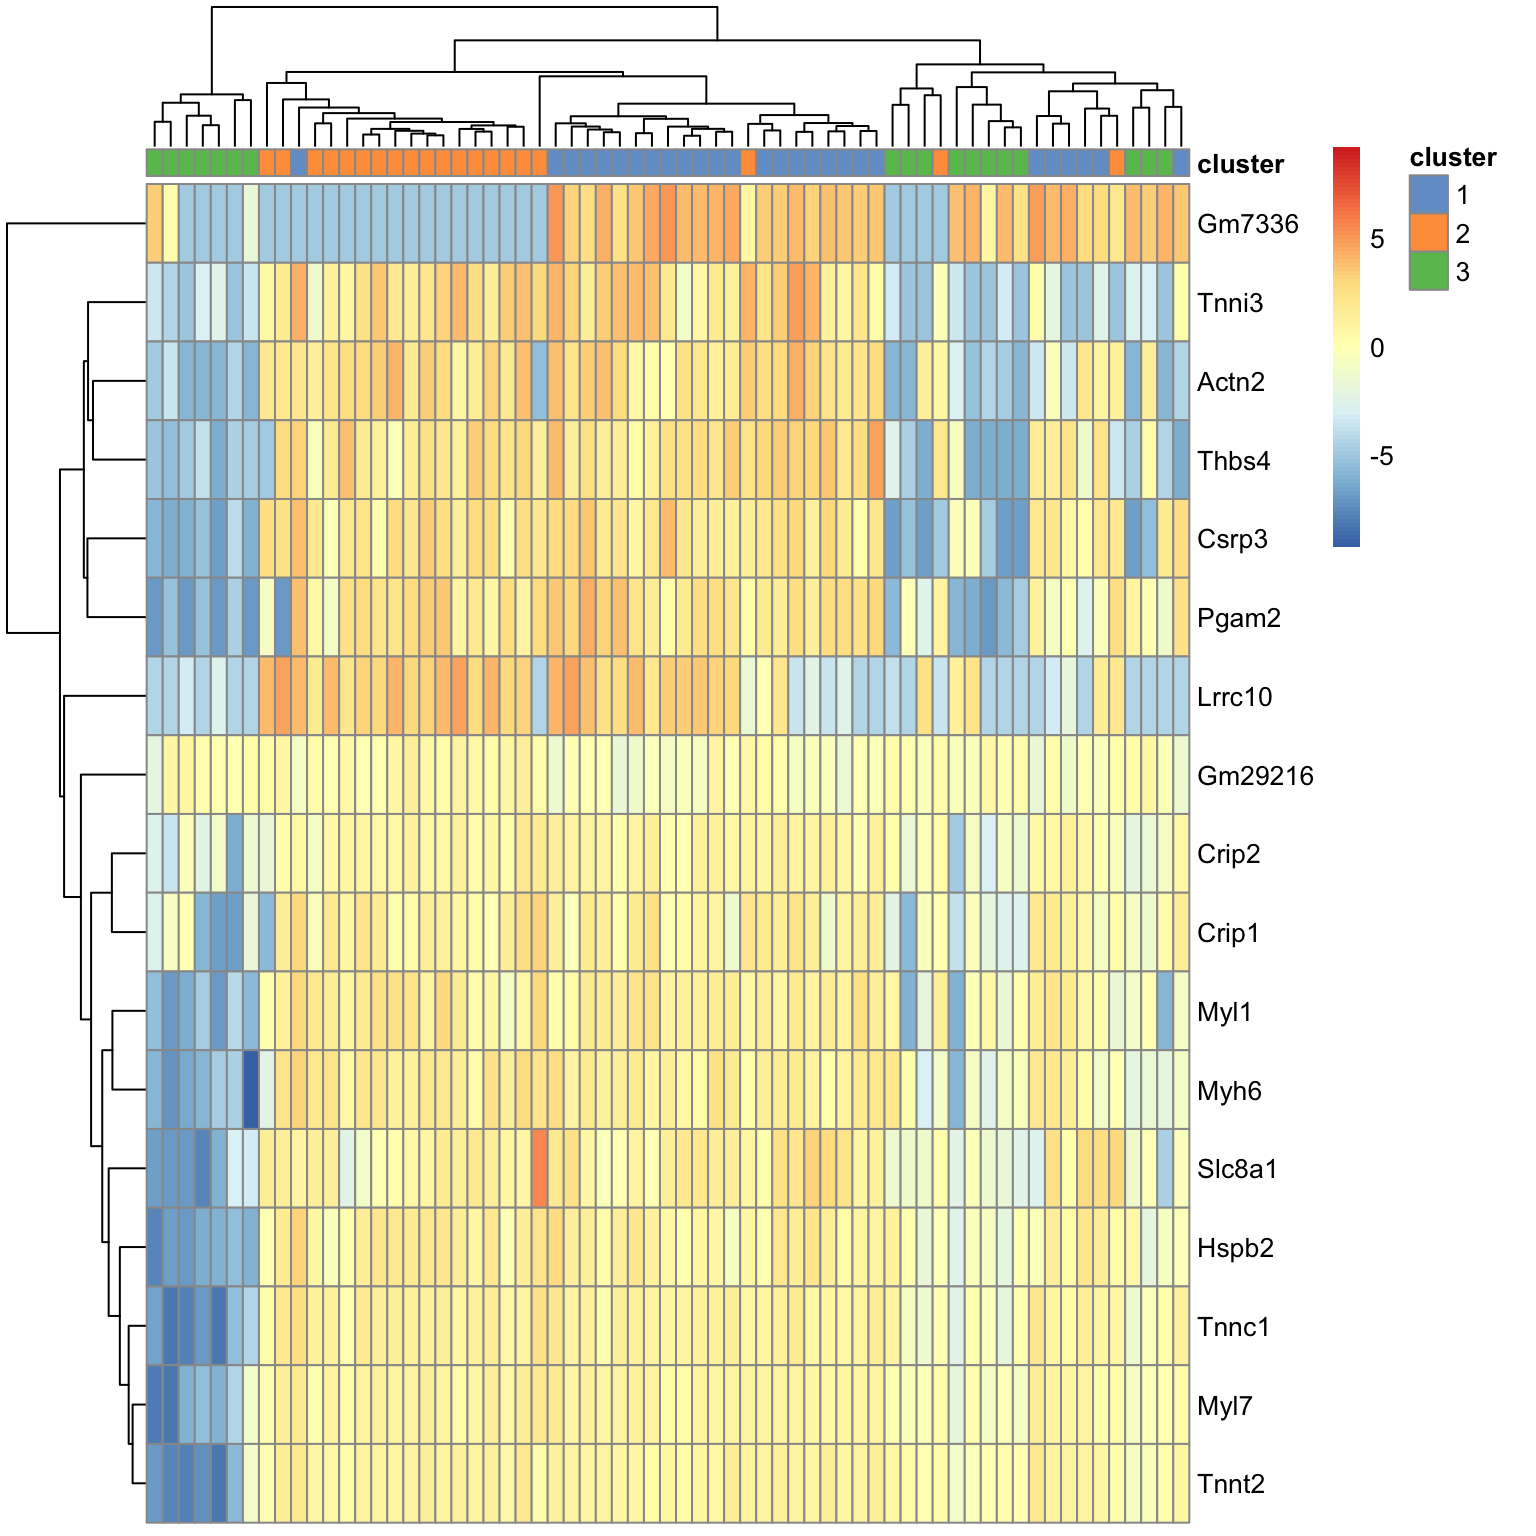 cluster
Gm7336
Tnni3
Actn2
Thbs4
Csrp3
Pgam2
Lrrc10
Gm29216
Crip2
Crip1
Myl1
Myh6
Slc8a1
Hspb2
Tnnc1
Myl7
Tnnt2
5
0
-5
cluster
1
2
3